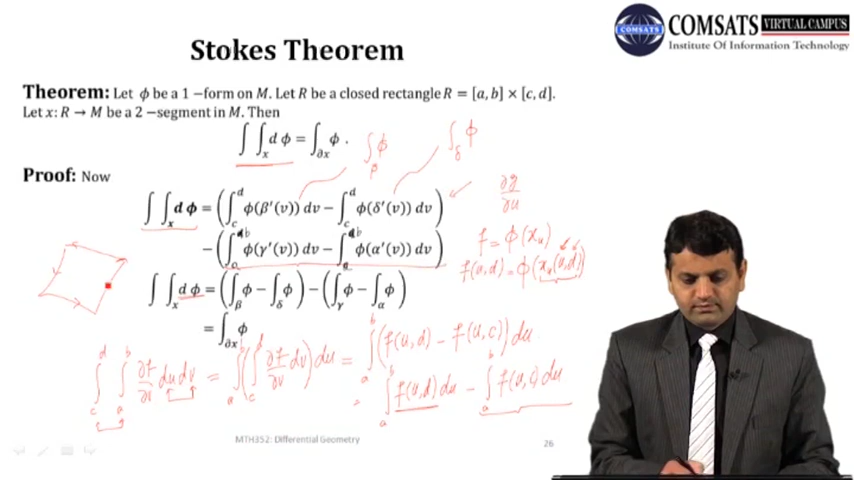 COMSATS VIRTUAL CAMPUS
Institute Of Information Technology
Stokes Theorem
Theorem: Let ϕ be a 1 −form on M. Let R be a closed rectangle R = [a, b] × [c, d].
Let x: R → M be a 2 −segment in M. Then
∫∫_x d ϕ = ∫_∂x ϕ .
∫_β ϕ
∫_δ ϕ
Proof: Now
∫∫_x dϕ = (∫_c^d ϕ(β′(v)) dv − ∫_c^d ϕ(δ′(v)) dv)
∂g/∂u
− (∫_a^b ϕ(γ′(v)) dv − ∫_a^b ϕ(α′(v)) dv)
f = ϕ(x_u)
f(u,d) = ϕ(x_u(u,d))
∫∫_x dϕ = (∫_β ϕ − ∫_δ ϕ) − (∫_γ ϕ − ∫_α ϕ)
= ∫_∂x ϕ
∫_c^d ∫_a^b ∂f/∂v du dv = ∫_a^b (∫_c^d ∂f/∂v dv) du = ∫_a^b (f(u,d) − f(u,c)) du
= ∫_a^b f(u,d) du − ∫_a^b f(u,c) du
MTH352: Differential Geometry
26